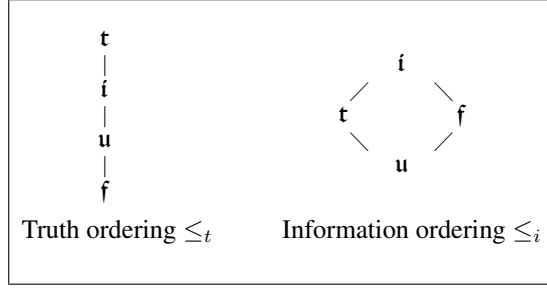 𝔱
𝔦
𝔦
𝔱 𝔣
𝔲
𝔲
𝔣
Truth ordering ≤t Information ordering ≤i